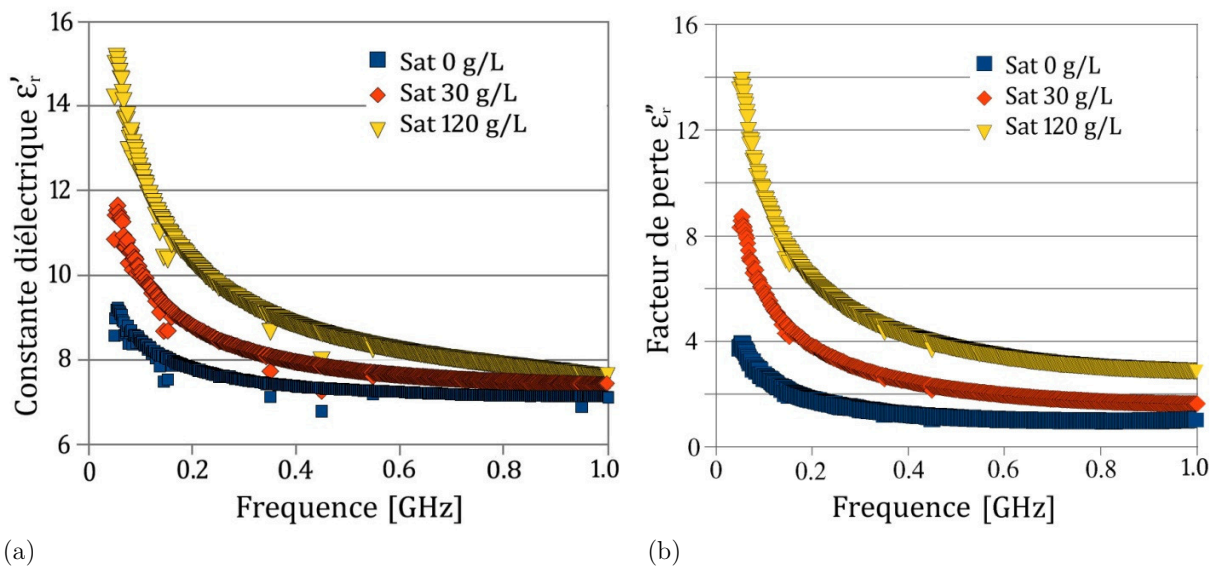 16
14
12
10
8
6
0
0.2
0.4
0.6
0.8
1.0
Constante diélectrique ε'r
Frequence [GHz]
Sat 0 g/L
Sat 30 g/L
Sat 120 g/L
(a)
16
12
8
4
0
0
0.2
0.4
0.6
0.8
1.0
Facteur de perte ε''r
Frequence [GHz]
Sat 0 g/L
Sat 30 g/L
Sat 120 g/L
(b)